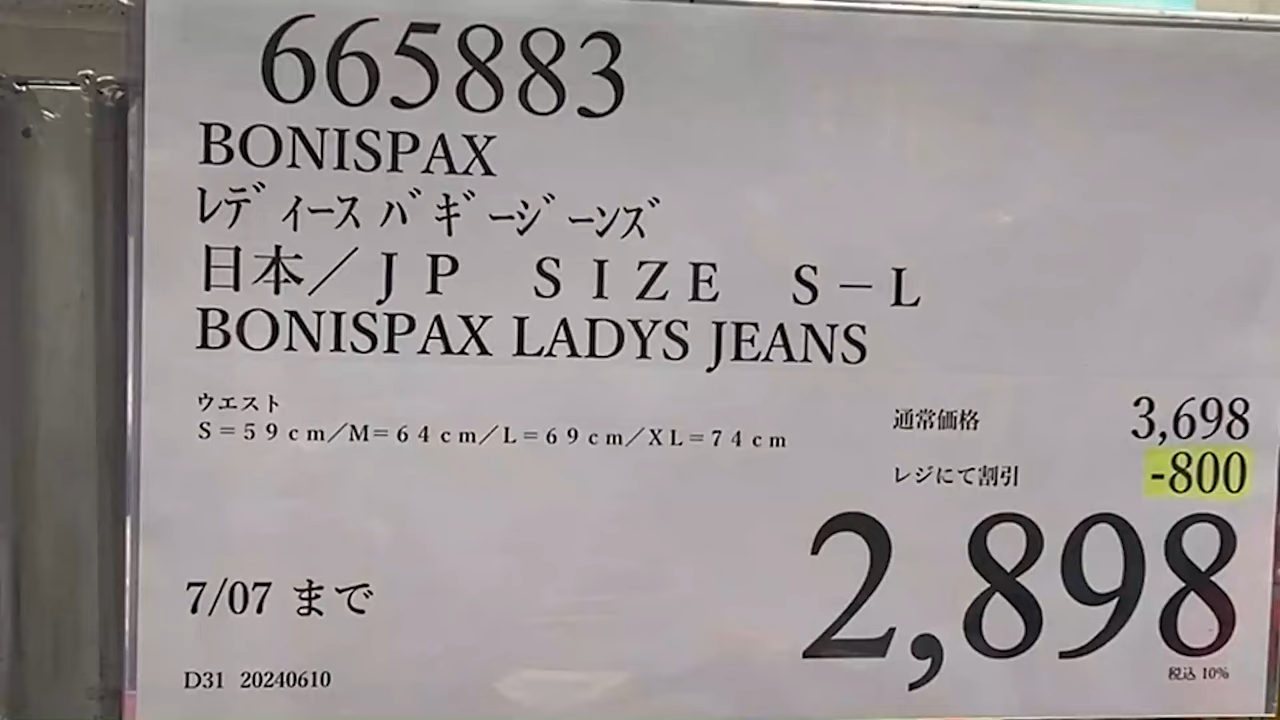 665883
BONISPAX
ﾚﾃﾞｨｰｽ ﾊﾞｷﾞｰｼﾞｰﾝｽﾞ
日本／ＪＰ　ＳＩＺＥ　Ｓ－Ｌ
BONISPAX LADYS JEANS
ウエスト
Ｓ＝５９ｃｍ／Ｍ＝６４ｃｍ／Ｌ＝６９ｃｍ／ＸＬ＝７４ｃｍ
通常価格 3,698
レジにて割引 -800
2,898
税込 10%
7/07 まで
D31 20240610